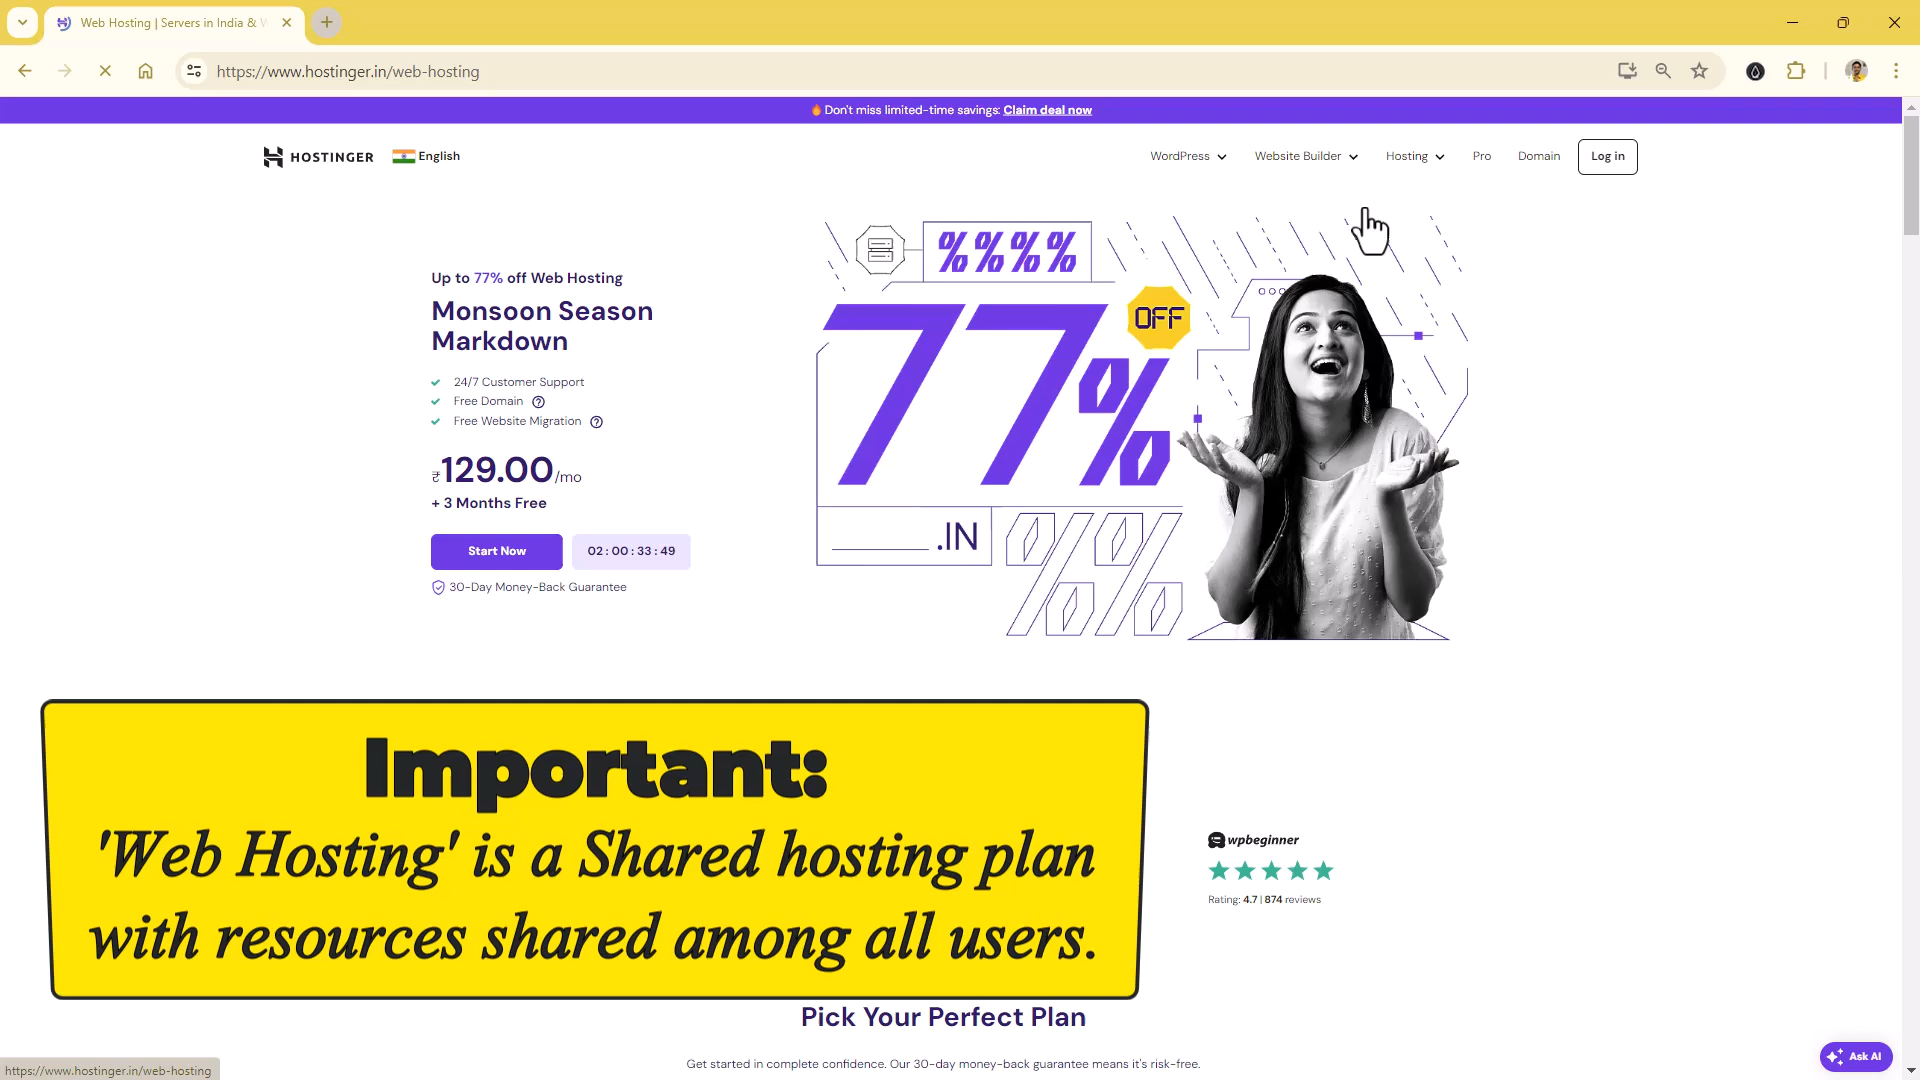 Web Hosting | Servers in India &
https://www.hostinger.in/web-hosting
🔥 Don't miss limited-time savings: Claim deal now
HOSTINGER
English
WordPress
Website Builder
Hosting
Pro
Domain
Log in
Up to 77% off Web Hosting
Monsoon Season
Markdown
24/7 Customer Support
Free Domain
Free Website Migration
₹129.00/mo
+ 3 Months Free
Start Now
02 : 00 : 33 : 49
30-Day Money-Back Guarantee
%%%%
77%
OFF
.IN
%%
Important:
'Web Hosting' is a Shared hosting plan
with resources shared among all users.
wpbeginner
Rating: 4.7 | 874 reviews
Pick Your Perfect Plan
Get started in complete confidence. Our 30-day money-back guarantee means it's risk-free.
Ask AI
https://www.hostinger.in/web-hosting